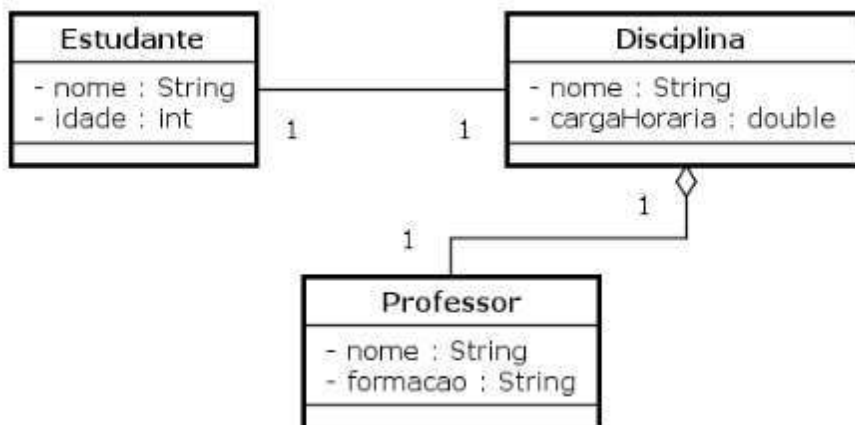 Estudante
- nome : String
- idade : int
1
1
Disciplina
- nome : String
- cargaHoraria : double
1
1
Professor
- nome : String
- formacao : String